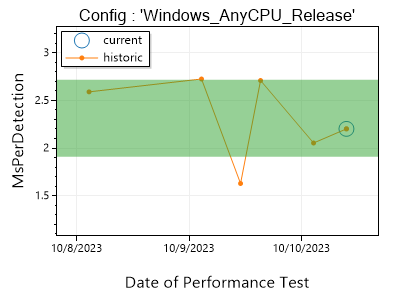 Config : 'Windows_AnyCPU_Release'
current
historic
3
2.5
2
1.5
MsPerDetection
10/8/2023 10/9/2023 10/10/2023
Date of Performance Test